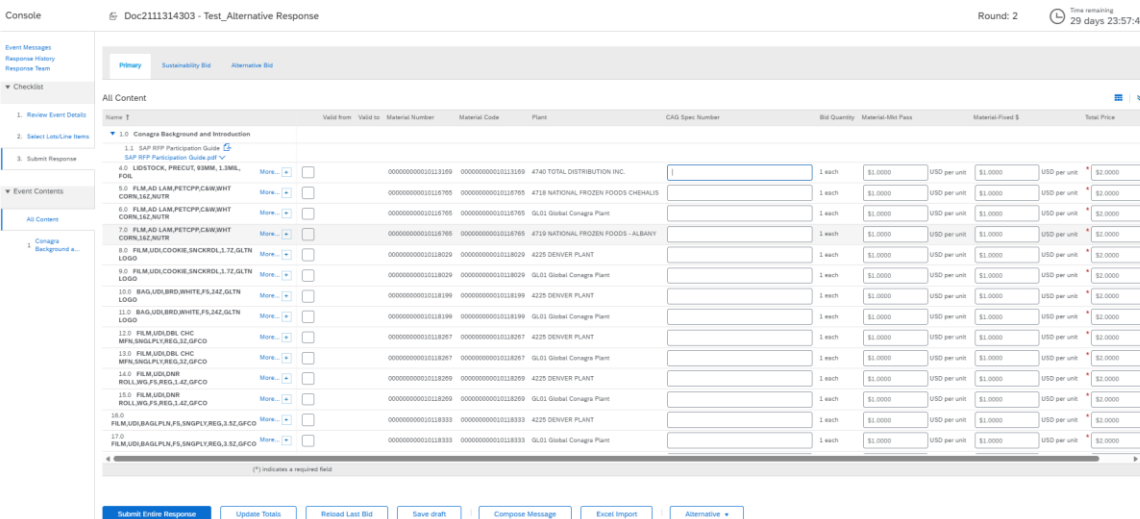 Console
Doc2111314303 - Test_Alternative Response
Round: 2
Time remaining
29 days 23:57:4
Event Messages
Response History
Response Team
Primary
Sustainability Bid
Alternative Bid
▼ Checklist
All Content
1. Review Event Details
2. Select Lots/Line Items
3. Submit Response
▼ Event Contents
All Content
1 Conagra
Background a...
Name ↑ Valid from Valid to Material Number Material Code Plant CAG Spec Number Bid Quantity Material-Mkt Pass Material-Fixed $ Total Price
▼ 1.0 Conagra Background and Introduction
1.1 SAP RFP Participation Guide
SAP RFP Participation Guide.pdf
4.0 LIDSTOCK, PRECUT, 93MM, 1.3MIL, More... + 000000000010113169 000000000010113169 4740 TOTAL DISTRIBUTION INC. 1 each $1.0000 USD per unit $1.0000 USD per unit * $2.0000
FOIL
5.0 FLM,AD LAM,PETCPP,C&W,WHT More... + 000000000010116765 000000000010116765 4718 NATIONAL FROZEN FOODS CHEHALIS 1 each $1.0000 USD per unit $1.0000 USD per unit * $2.0000
CORN,16Z,NUTR
6.0 FLM,AD LAM,PETCPP,C&W,WHT More... + 000000000010116765 000000000010116765 GL01 Global Conagra Plant 1 each $1.0000 USD per unit $1.0000 USD per unit * $2.0000
CORN,16Z,NUTR
7.0 FLM,AD LAM,PETCPP,C&W,WHT More... + 000000000010116765 000000000010116765 4719 NATIONAL FROZEN FOODS - ALBANY 1 each $1.0000 USD per unit $1.0000 USD per unit * $2.0000
CORN,16Z,NUTR
8.0 FILM,UDI,COOKIE,SNCKRDL,1.7Z,GLTN More... + 000000000010118029 000000000010118029 4225 DENVER PLANT 1 each $1.0000 USD per unit $1.0000 USD per unit * $2.0000
LOGO
9.0 FILM,UDI,COOKIE,SNCKRDL,1.7Z,GLTN More... + 000000000010118029 000000000010118029 GL01 Global Conagra Plant 1 each $1.0000 USD per unit $1.0000 USD per unit * $2.0000
LOGO
10.0 BAG,UDI,BRD,WHITE,FS,24Z,GLTN More... + 000000000010118199 000000000010118199 4225 DENVER PLANT 1 each $1.0000 USD per unit $1.0000 USD per unit * $2.0000
LOGO
11.0 BAG,UDI,BRD,WHITE,FS,24Z,GLTN More... + 000000000010118199 000000000010118199 GL01 Global Conagra Plant 1 each $1.0000 USD per unit $1.0000 USD per unit * $2.0000
LOGO
12.0 FILM,UDI,DBL CHC More... + 000000000010118267 000000000010118267 4225 DENVER PLANT 1 each $1.0000 USD per unit $1.0000 USD per unit * $2.0000
MFN,SNGLPLY,REG,3Z,GFCO
13.0 FILM,UDI,DBL CHC More... + 000000000010118267 000000000010118267 GL01 Global Conagra Plant 1 each $1.0000 USD per unit $1.0000 USD per unit * $2.0000
MFN,SNGLPLY,REG,3Z,GFCO
14.0 FILM,UDI,DNR More... + 000000000010118269 000000000010118269 4225 DENVER PLANT 1 each $1.0000 USD per unit $1.0000 USD per unit * $2.0000
ROLL,WG,FS,REG,1.4Z,GFCO
15.0 FILM,UDI,DNR More... + 000000000010118269 000000000010118269 GL01 Global Conagra Plant 1 each $1.0000 USD per unit $1.0000 USD per unit * $2.0000
ROLL,WG,FS,REG,1.4Z,GFCO
16.0 More... + 000000000010118333 000000000010118333 4225 DENVER PLANT 1 each $1.0000 USD per unit $1.0000 USD per unit * $2.0000
FILM,UDI,BAGLPLN,FS,SNGPLY,REG,3.5Z,GFCO
17.0 More... + 000000000010118333 000000000010118333 GL01 Global Conagra Plant 1 each $1.0000 USD per unit $1.0000 USD per unit * $2.0000
FILM,UDI,BAGLPLN,FS,SNGPLY,REG,3.5Z,GFCO
(*) indicates a required field
Submit Entire Response
Update Totals
Reload Last Bid
Save draft
Compose Message
Excel Import
Alternative ▼